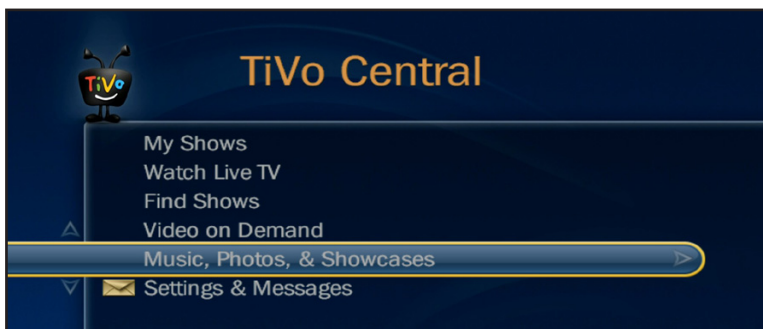 TiVo
TiVo Central
My Shows
Watch Live TV
Find Shows
Video on Demand
Music, Photos, & Showcases
Settings & Messages